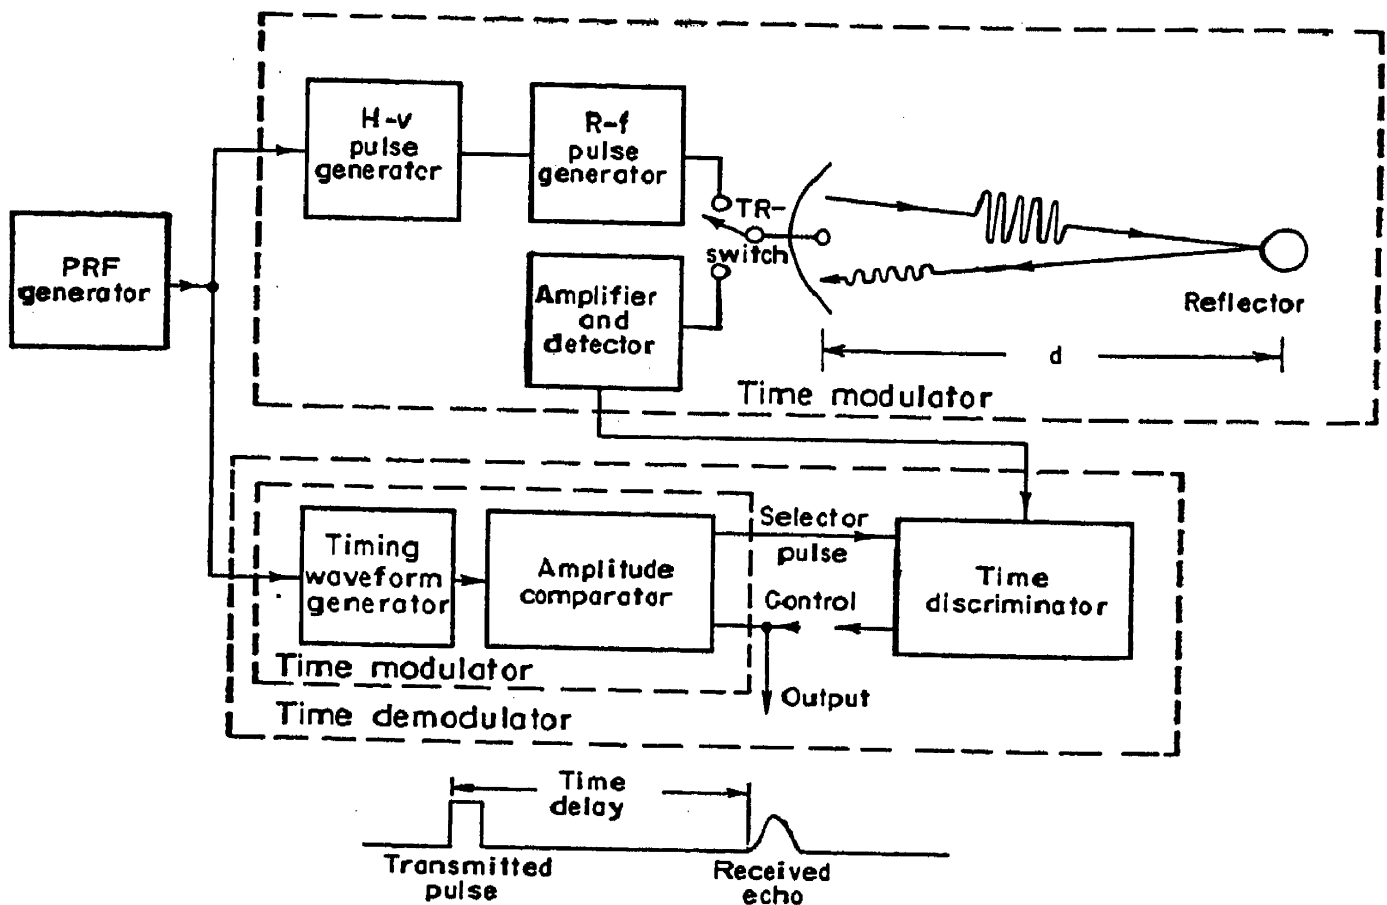 H-v
pulse
generator
R-f
pulse
generator
TR-
switch
PRF
generator
Amplifier
and
detector
Reflector
d
Time modulator
Timing
waveform
generator
Amplitude
comparator
Selector
pulse
Control
Time
discriminator
Time modulator
Output
Time demodulator
Time
delay
Transmitted
pulse
Received
echo